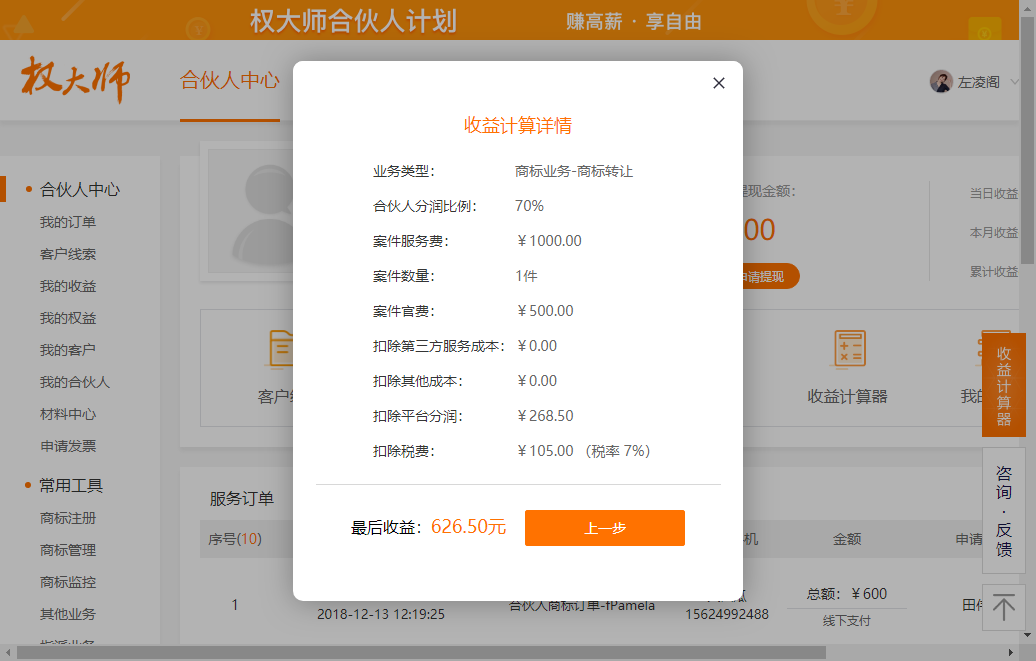 权大师合伙人计划 赚高薪 · 享自由
权大师 合伙人中心 左凌阁
收益计算详情
业务类型: 商标业务-商标转让
合伙人分润比例: 70%
案件服务费: ￥1000.00
案件数量: 1件
案件官费: ￥500.00
扣除第三方服务成本: ￥0.00
扣除其他成本: ￥0.00
扣除平台分润: ￥268.50
扣除税费: ￥105.00 (税率 7%)
最后收益: 626.50元 上一步
合伙人中心
我的订单
客户线索
我的收益
我的权益
我的客户
我的合伙人
材料中心
申请发票
常用工具
商标注册
商标管理
商标监控
其他业务
现金额:
00
请提现
当日收益
本月收益
累计收益
客户
收益计算器
我的
收益计算器
咨询·反馈
服务订单
序号(10) 机 金额 申请
1 2018-12-13 12:19:25 合伙人商标订单-fPamela 15624992488 总额: ￥600 田
线下支付